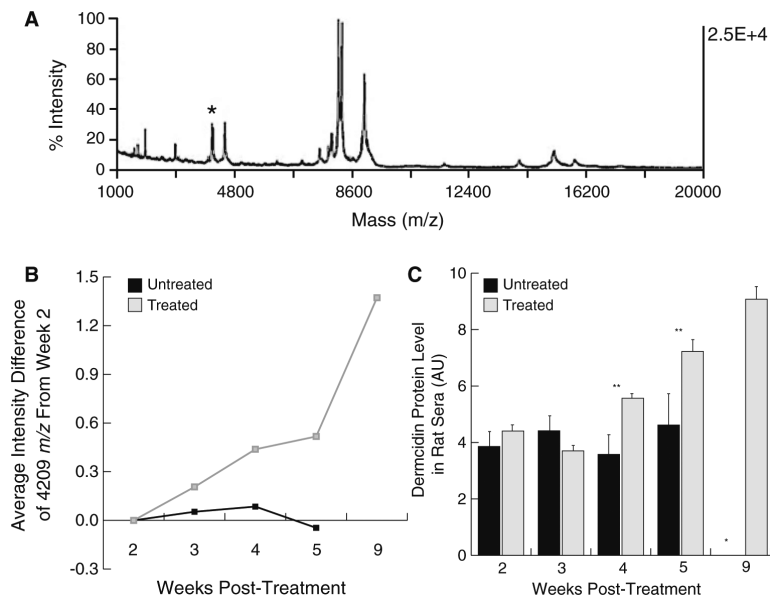 A
100
80
60
40
20
0
% Intensity
*
2.5E+4
1000 4800 8600 12400 16200 20000
Mass (m/z)
B
Untreated
Treated
1.5
1.2
0.9
0.6
0.3
0.0
-0.3
Average Intensity Difference
of 4209 m/z From Week 2
2 3 4 5 9
Weeks Post-Treatment
C
Untreated
Treated
10
8
6
4
2
0
Dermcidin Protein Level
in Rat Sera (AU)
**
**
*
2 3 4 5 9
Weeks Post-Treatment